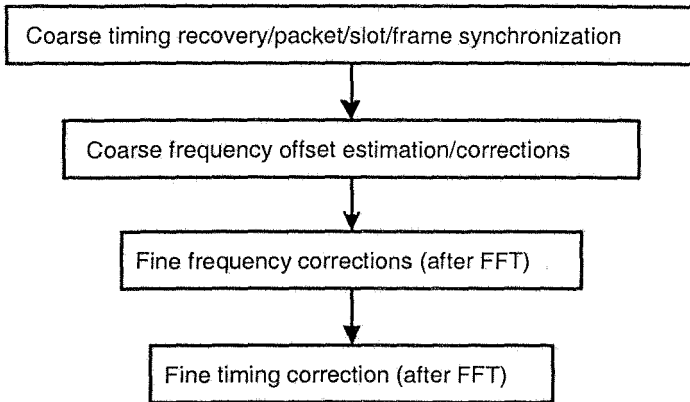 Coarse timing recovery/packet/slot/frame synchronization
Coarse frequency offset estimation/corrections
Fine frequency corrections (after FFT)
Fine timing correction (after FFT)